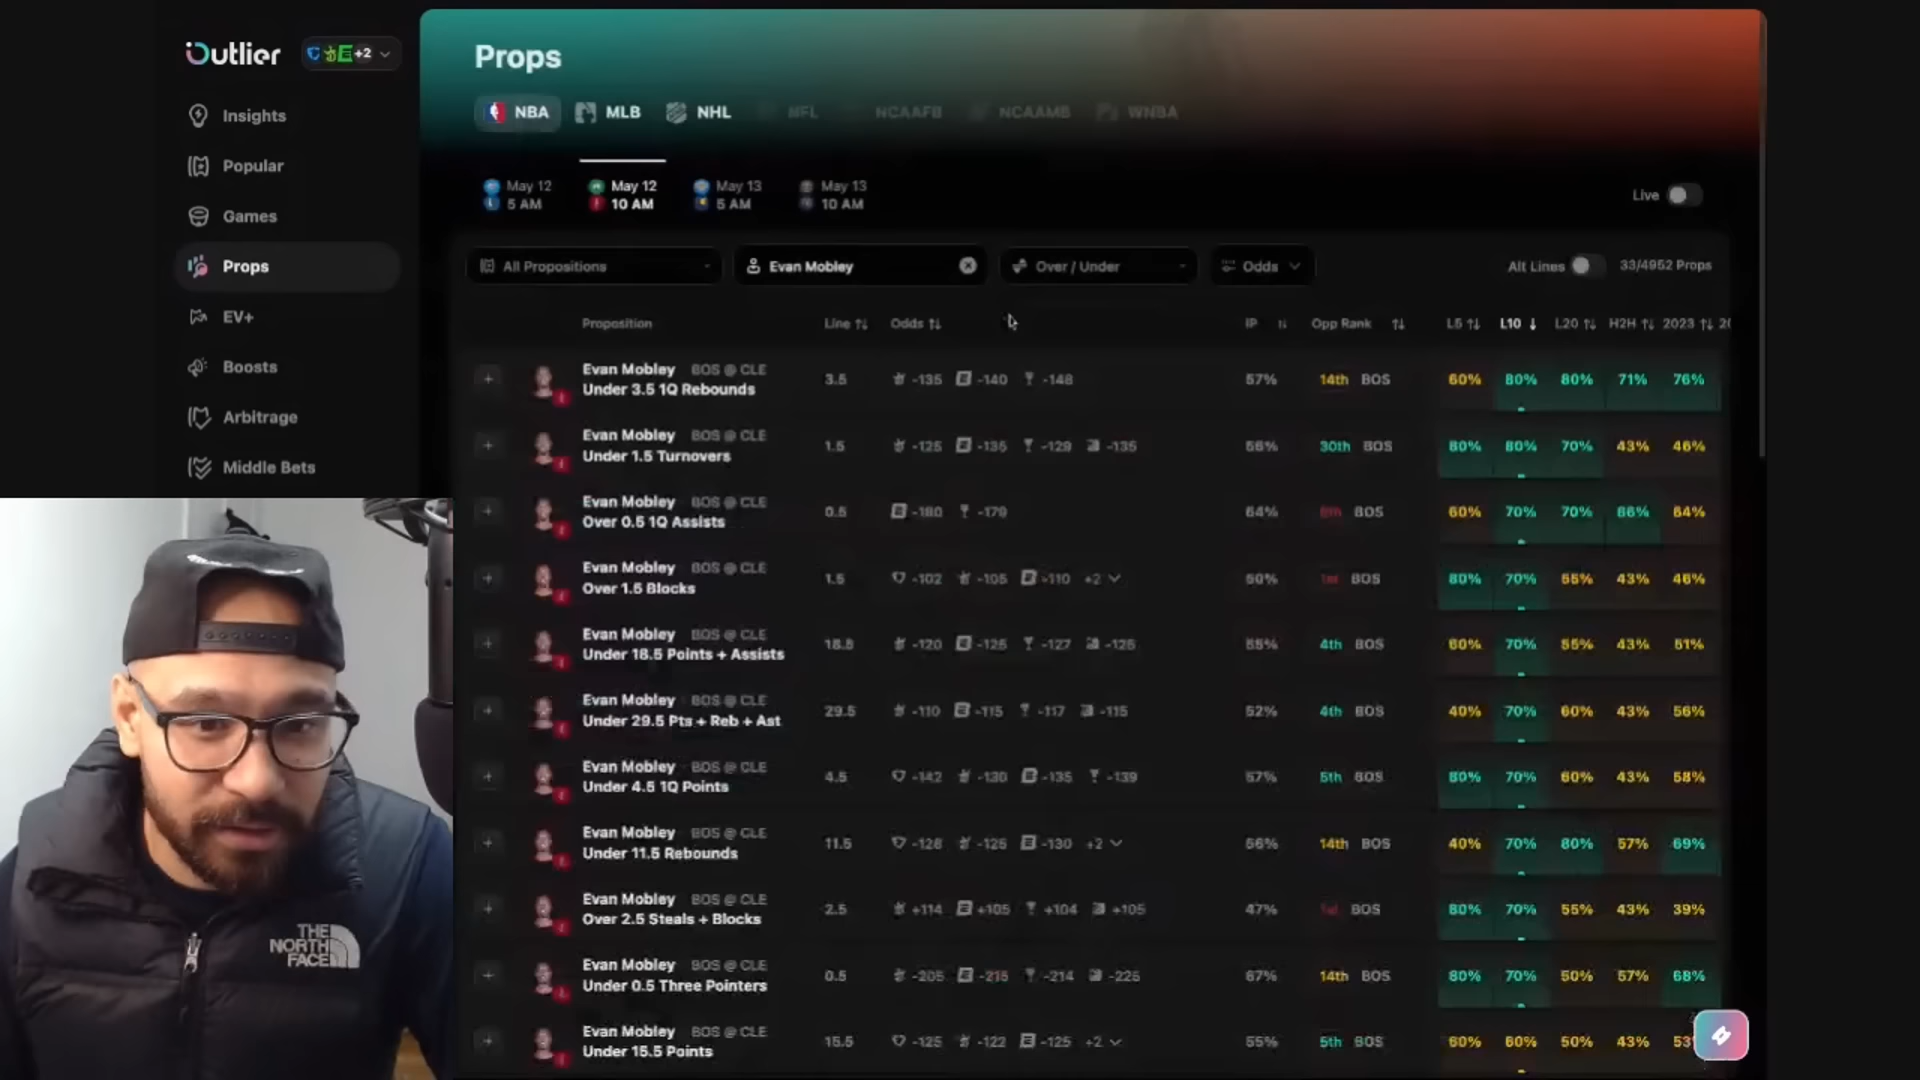 Outlier +2
Props
NBA MLB NHL NFL NCAAFB NCAAMB WNBA
May 12 May 12 May 13 May 13
5 AM 10 AM 5 AM 10 AM
Live
Insights
Popular
Games
Props
EV+
Boosts
Arbitrage
Middle Bets
All Propositions Evan Mobley Over / Under Odds Alt Lines 33/4952 Props
Proposition Line Odds IP Opp Rank L5 L10 L20 H2H 2023
Evan Mobley BOS @ CLE
Under 3.5 1Q Rebounds 3.5 -135 -140 -148 57% 14th BOS 60% 80% 80% 71% 76%
Evan Mobley BOS @ CLE
Under 1.5 Turnovers 1.5 -125 -135 -129 -135 56% 30th BOS 80% 80% 70% 43% 46%
Evan Mobley BOS @ CLE
Over 0.5 1Q Assists 0.5 -180 -179 64% BOS 60% 70% 70% 86% 64%
Evan Mobley BOS @ CLE
Over 1.5 Blocks 1.5 -102 -105 -110 +2 50% 1st BOS 80% 70% 55% 43% 46%
Evan Mobley BOS @ CLE
Under 18.5 Points + Assists 18.5 -120 -125 -127 -125 55% 4th BOS 60% 70% 55% 43% 51%
Evan Mobley BOS @ CLE
Under 29.5 Pts + Reb + Ast 29.5 -110 -115 -117 -115 52% 4th BOS 40% 70% 60% 43% 56%
Evan Mobley BOS @ CLE
Under 4.5 1Q Points 4.5 -142 -130 -135 -139 57% 5th BOS 80% 70% 60% 43% 58%
Evan Mobley BOS @ CLE
Under 11.5 Rebounds 11.5 -128 -125 -130 +2 56% 14th BOS 40% 70% 80% 57% 69%
Evan Mobley BOS @ CLE
Over 2.5 Steals + Blocks 2.5 +114 +105 +104 +105 47% BOS 80% 70% 55% 43% 39%
Evan Mobley BOS @ CLE
Under 0.5 Three Pointers 0.5 -205 -215 -214 -225 67% 14th BOS 80% 70% 50% 57% 68%
Evan Mobley BOS @ CLE
Under 15.5 Points 15.5 -125 -122 -125 +2 55% 5th BOS 60% 60% 50% 43%
THE
NORTH
FACE